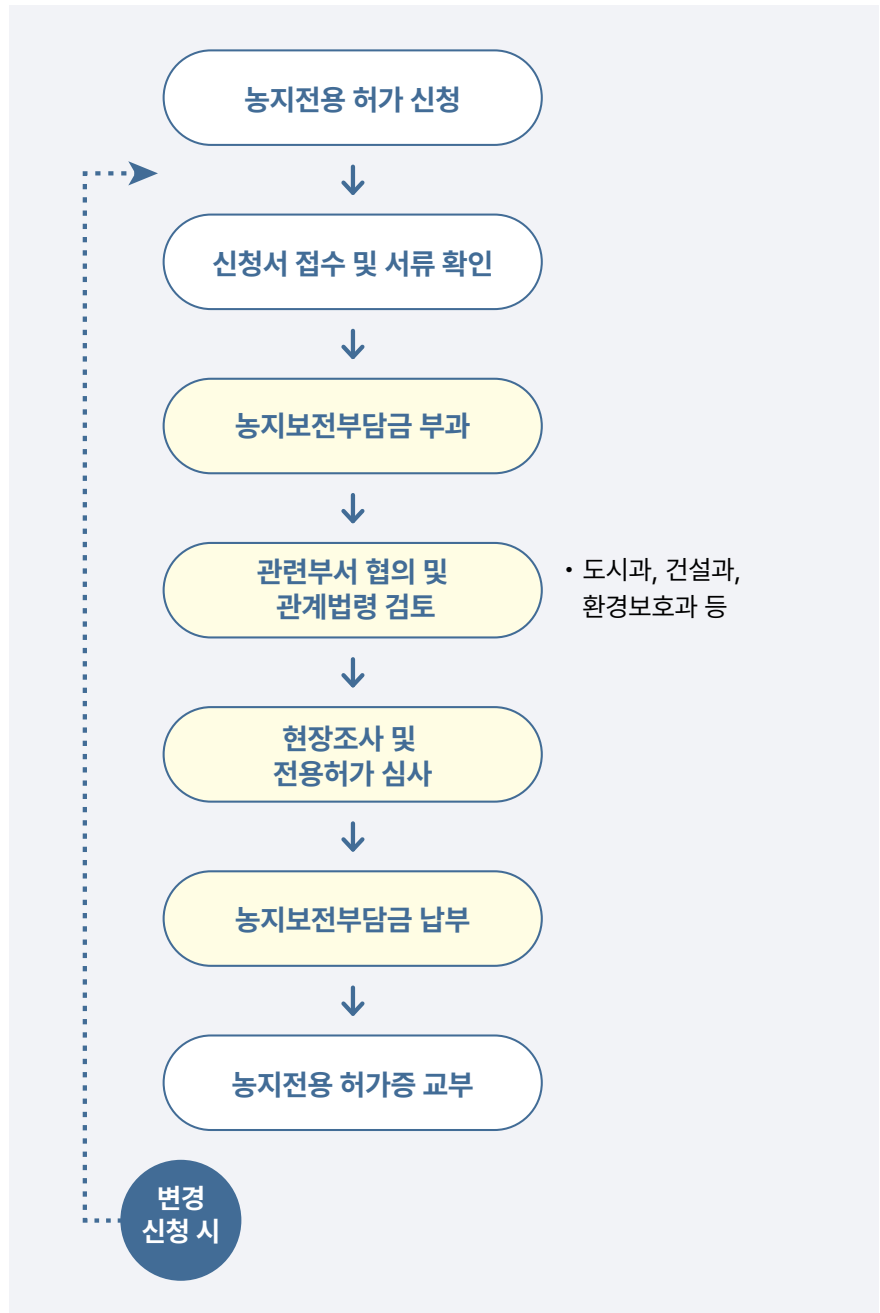 농지전용 허가 신청
신청서 접수 및 서류 확인
농지보전부담금 부과
관련부서 협의 및
관계법령 검토
• 도시과, 건설과,
환경보호과 등
현장조사 및
전용허가 심사
농지보전부담금 납부
농지전용 허가증 교부
변경
신청 시